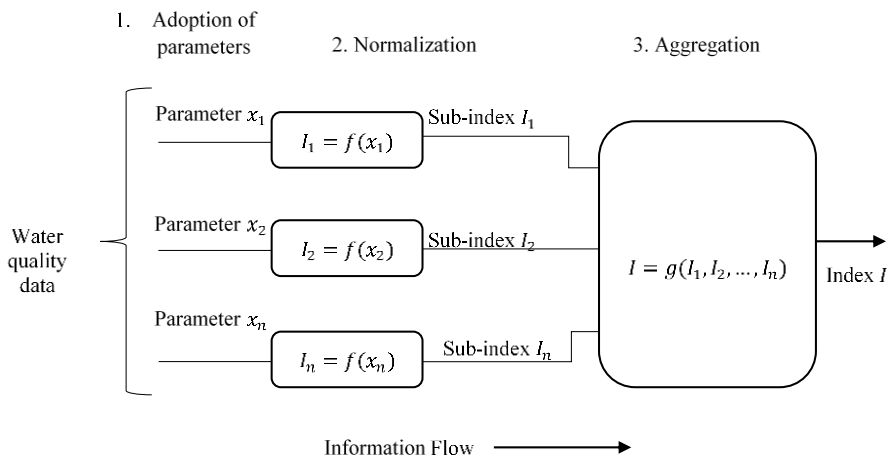 1. Adoption of
parameters
2. Normalization
3. Aggregation
Parameter x₁
I₁ = f(x₁)
Sub-index I₁
Parameter x₂
I₂ = f(x₂)
Sub-index I₂
Water
quality
data
I = g(I₁, I₂, ..., Iₙ)
Index I
Parameter xₙ
Iₙ = f(xₙ)
Sub-index Iₙ
Information Flow